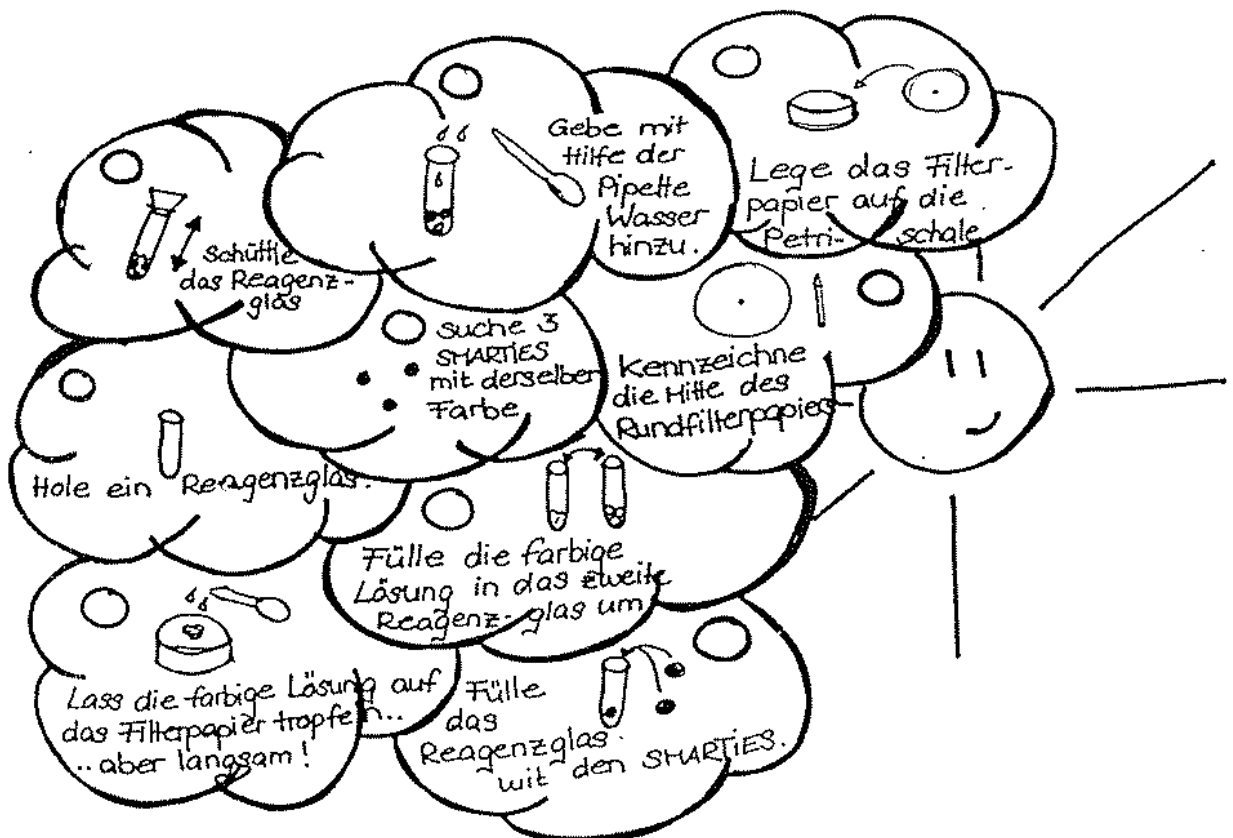 Gebe mit
Hilfe der
Pipette
Wasser
hinzu.
Lege das Filter-
papier auf die
Petri- schale
Schüttle
das Reagenz-
glas
suche 3
SMARTIES
mit derselben
Farbe
Kennzeichne
die Mitte des
Rundfilterpapies
Hole ein Reagenzglas.
Fülle die farbige
Lösung in das zweite
Reagenz- glas um
Lass die farbige Lösung auf
das Filterpapier tropfeln..
.. aber langsam!
Fülle
das
Reagenzglas.
mit den SMARTIES.